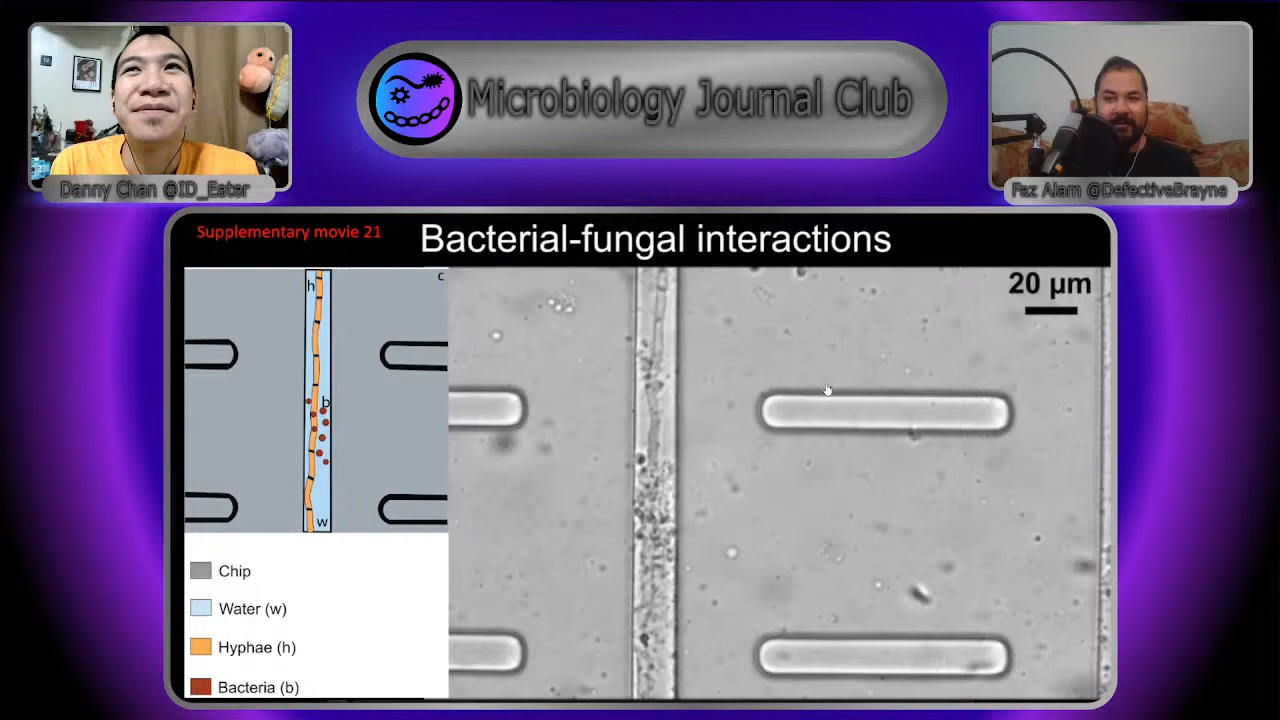 Microbiology Journal Club
Danny Chan @ID_Eater
Faz Alam @DefectiveBrayne
Supplementary movie 21
Bacterial-fungal interactions
20 µm
c
h
b
w
Chip
Water (w)
Hyphae (h)
Bacteria (b)